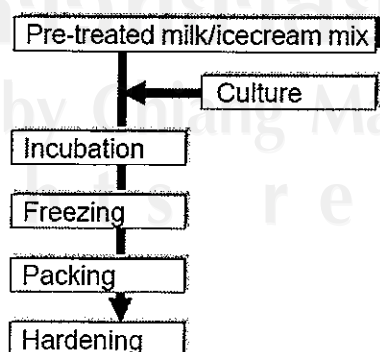 Pre-treated milk/icecream mix
Culture
Incubation
Freezing
Packing
Hardening